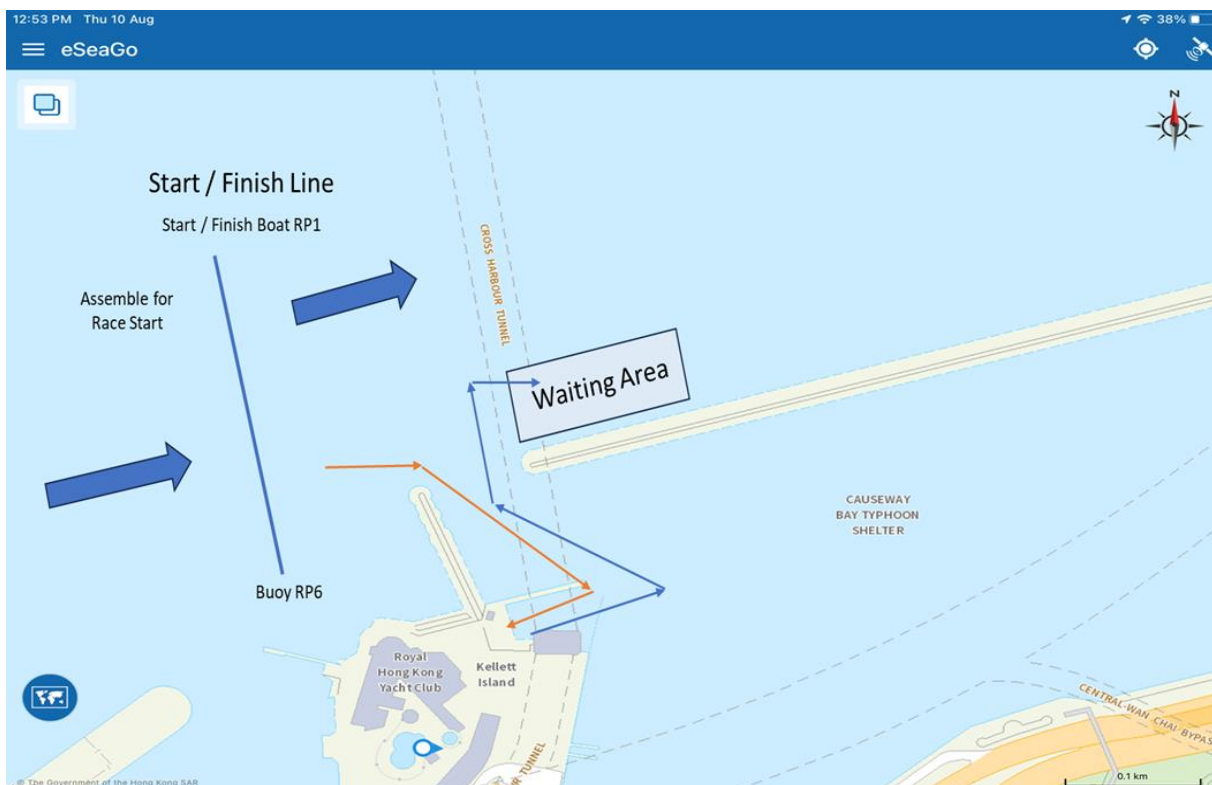 12:53 PM Thu 10 Aug
38%
eSeaGo
N
Start / Finish Line
Start / Finish Boat RP1
Assemble for
Race Start
CROSS HARBOUR TUNNEL
Waiting Area
CAUSEWAY
BAY TYPHOON
SHELTER
Buoy RP6
Royal
Hong Kong
Yacht Club
Kellett
Island
CENTRAL-WAN CHAI BYPASS
UR-TUNNEL
0.1 km
© The Government of the Hong Kong SAR